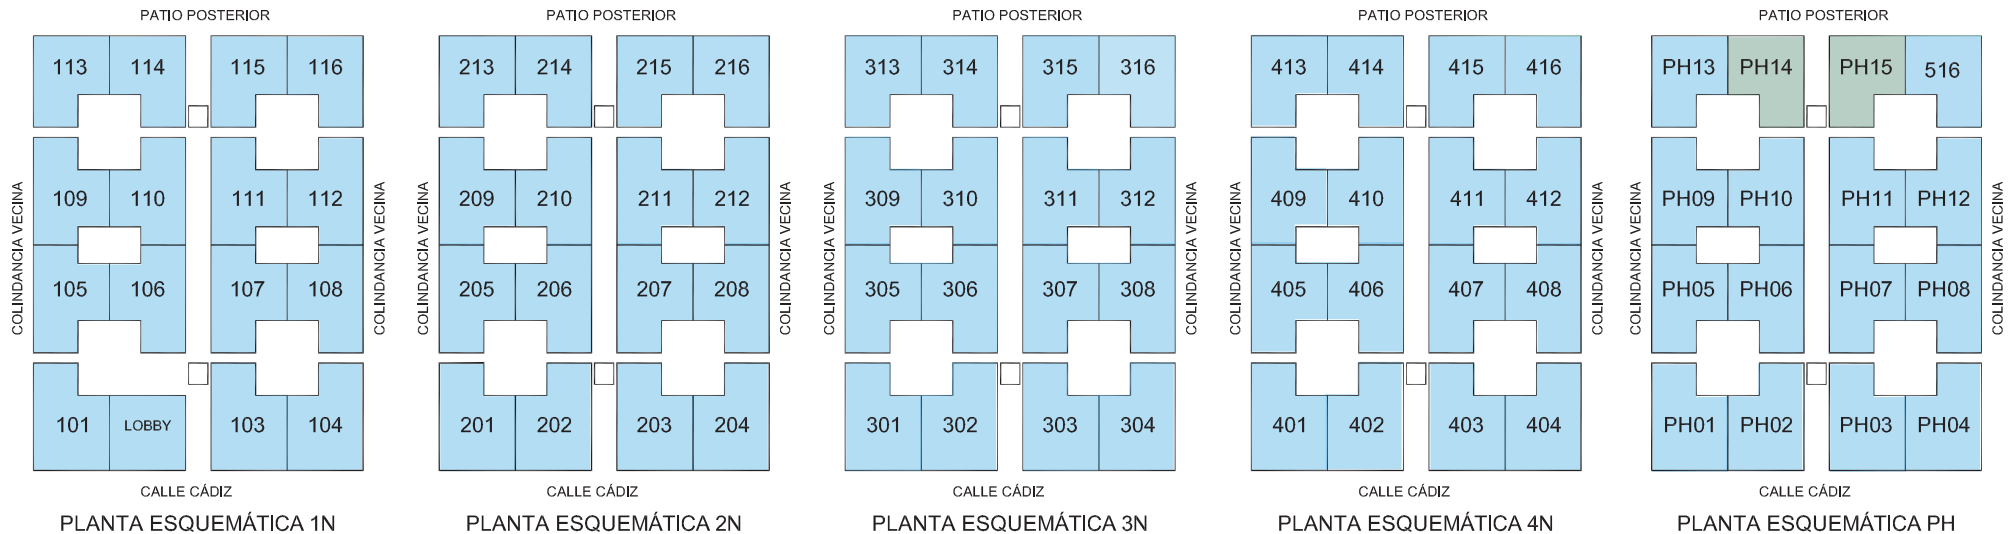 PATIO POSTERIOR
113 114 115 116
109 110 111 112
105 106 107 108
101 LOBBY 103 104
COLINDANCIA VECINA
COLINDANCIA VECINA
CALLE CÁDIZ
PLANTA ESQUEMÁTICA 1N
PATIO POSTERIOR
213 214 215 216
209 210 211 212
205 206 207 208
201 202 203 204
COLINDANCIA VECINA
COLINDANCIA VECINA
CALLE CÁDIZ
PLANTA ESQUEMÁTICA 2N
PATIO POSTERIOR
313 314 315 316
309 310 311 312
305 306 307 308
301 302 303 304
COLINDANCIA VECINA
COLINDANCIA VECINA
CALLE CÁDIZ
PLANTA ESQUEMÁTICA 3N
PATIO POSTERIOR
413 414 415 416
409 410 411 412
405 406 407 408
401 402 403 404
COLINDANCIA VECINA
COLINDANCIA VECINA
CALLE CÁDIZ
PLANTA ESQUEMÁTICA 4N
PATIO POSTERIOR
PH13 PH14 PH15 516
PH09 PH10 PH11 PH12
PH05 PH06 PH07 PH08
PH01 PH02 PH03 PH04
COLINDANCIA VECINA
COLINDANCIA VECINA
CALLE CÁDIZ
PLANTA ESQUEMÁTICA PH